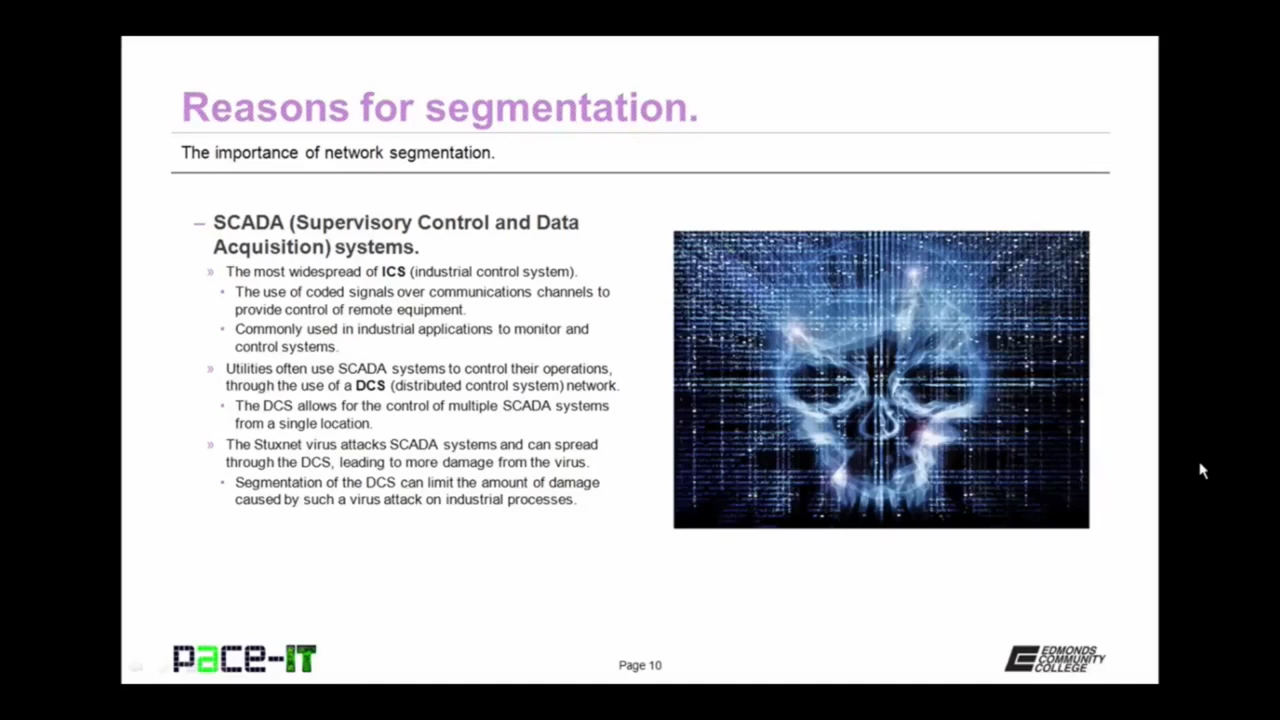 Reasons for segmentation.
The importance of network segmentation.
– SCADA (Supervisory Control and Data
Acquisition) systems.
» The most widespread of ICS (industrial control system).
• The use of coded signals over communications channels to
provide control of remote equipment.
• Commonly used in industrial applications to monitor and
control systems.
» Utilities often use SCADA systems to control their operations,
through the use of a DCS (distributed control system) network.
• The DCS allows for the control of multiple SCADA systems
from a single location.
» The Stuxnet virus attacks SCADA systems and can spread
through the DCS, leading to more damage from the virus.
• Segmentation of the DCS can limit the amount of damage
caused by such a virus attack on industrial processes.
pace-IT
Page 10
EDMONDS
COMMUNITY
COLLEGE